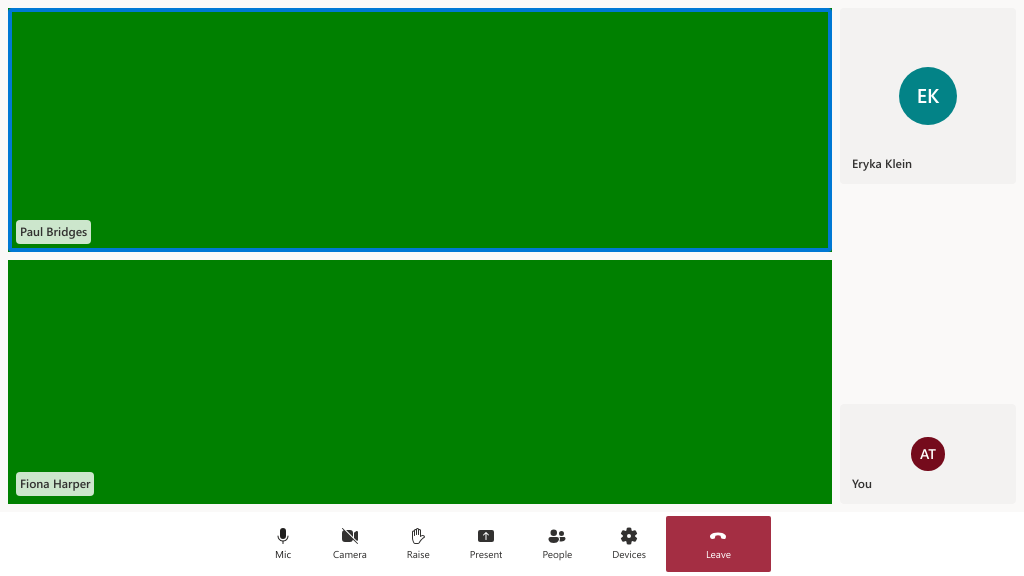 EK
Eryka Klein
Paul Bridges
Fiona Harper
AT
You
Mic
Camera
Raise
Present
People
Devices
Leave